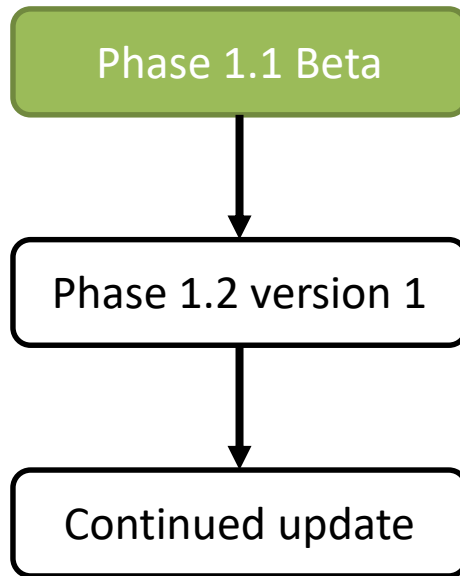 Phase 1.1 Beta
Phase 1.2 version 1
Continued update